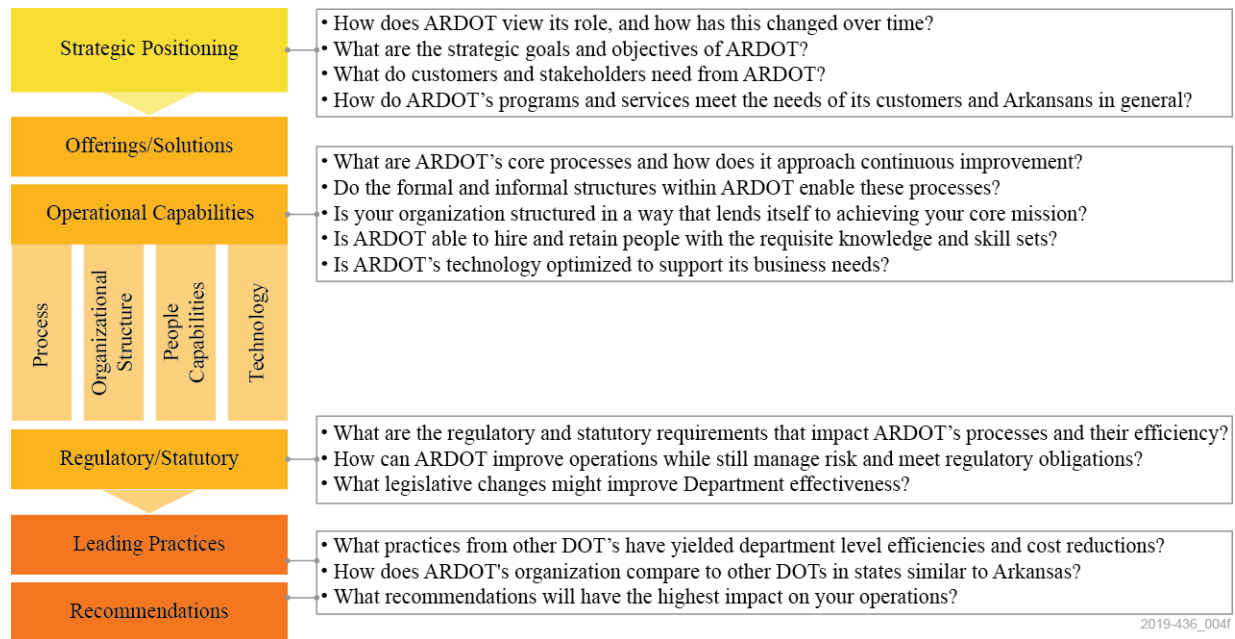 Strategic Positioning
• How does ARDOT view its role, and how has this changed over time?
• What are the strategic goals and objectives of ARDOT?
• What do customers and stakeholders need from ARDOT?
• How do ARDOT’s programs and services meet the needs of its customers and Arkansans in general?
Offerings/Solutions
Operational Capabilities
• What are ARDOT’s core processes and how does it approach continuous improvement?
• Do the formal and informal structures within ARDOT enable these processes?
• Is your organization structured in a way that lends itself to achieving your core mission?
• Is ARDOT able to hire and retain people with the requisite knowledge and skill sets?
• Is ARDOT’s technology optimized to support its business needs?
Process
Organizational
Structure
People
Capabilities
Technology
Regulatory/Statutory
• What are the regulatory and statutory requirements that impact ARDOT’s processes and their efficiency?
• How can ARDOT improve operations while still manage risk and meet regulatory obligations?
• What legislative changes might improve Department effectiveness?
Leading Practices
Recommendations
• What practices from other DOT’s have yielded department level efficiencies and cost reductions?
• How does ARDOT's organization compare to other DOTs in states similar to Arkansas?
• What recommendations will have the highest impact on your operations?
2019-436_004f